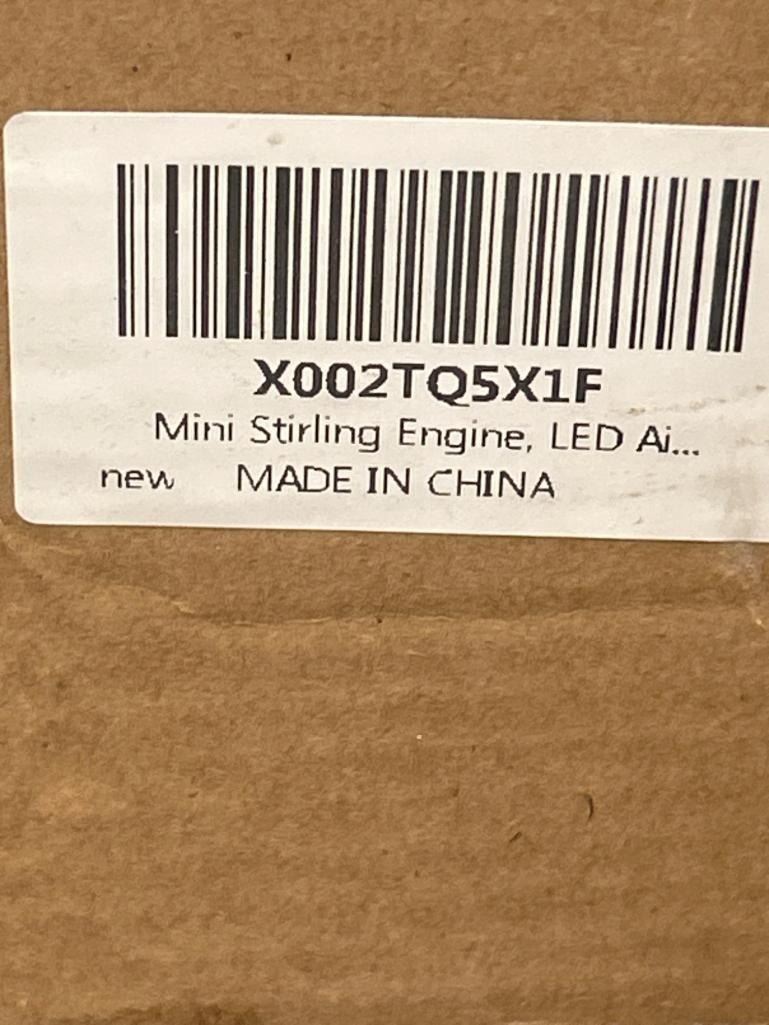 X002TQ5X1F
Mini Stirling Engine, LED Ai...
new MADE IN CHINA